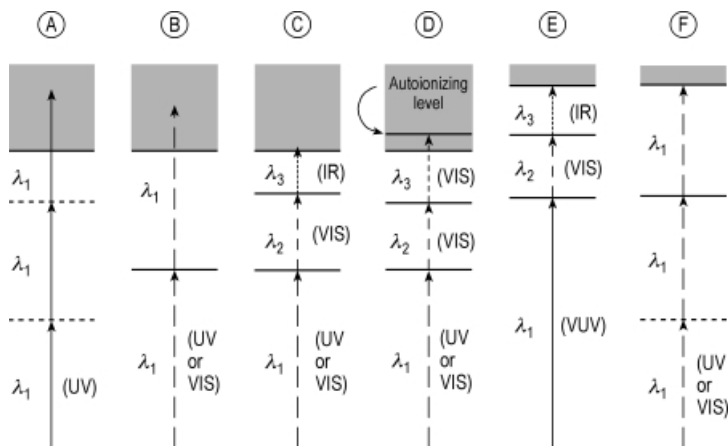 A B C D E F
Autoionizing
level
λ₁ λ₁ λ₃ (IR) λ₃ (VIS) λ₃ (IR) λ₁
λ₁ λ₂ (VIS) λ₂ (VIS) λ₂ (VIS) λ₁
λ₁ (UV) λ₁ (UV
or
VIS) λ₁ (UV
or
VIS) λ₁ (UV
or
VIS) λ₁ (VUV) λ₁ (UV
or
VIS)